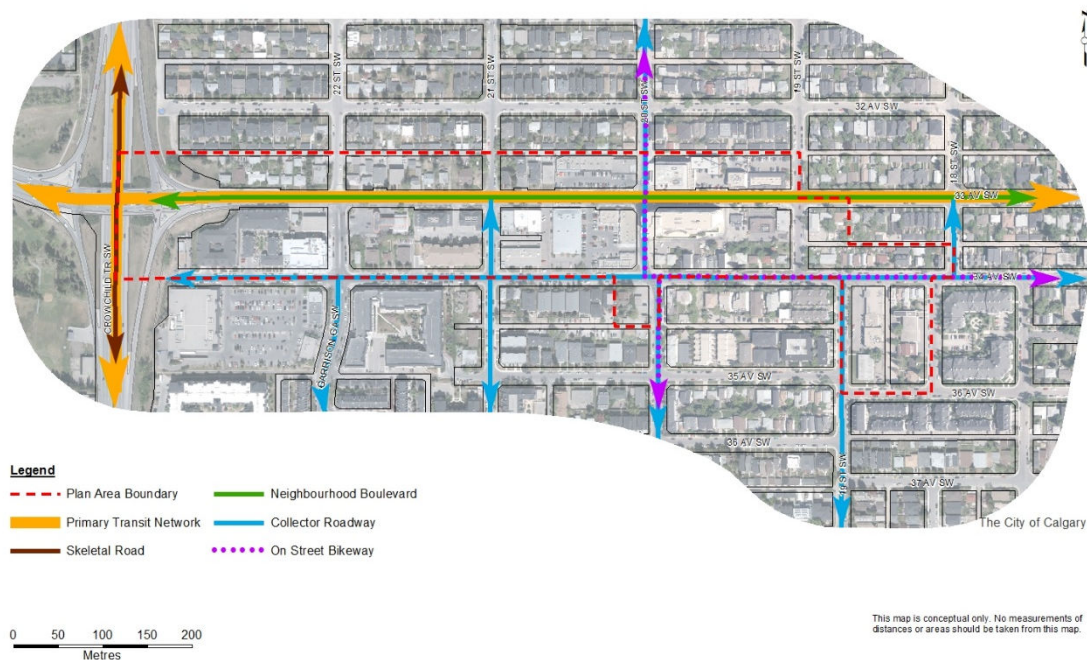 22 ST SW
21 ST SW
20 ST SW
19 ST SW
32 AV SW
18 ST SW
33 AV SW
CROWCHILD TR SW
34 AV SW
GARRISON GA SW
35 AV SW
36 AV SW
36 AV SW
37 AV SW
Legend
Plan Area Boundary
Neighbourhood Boulevard
Primary Transit Network
Collector Roadway
Skeletal Road
On Street Bikeway
The City of Calgary
0 50 100 150 200
Metres
This map is conceptual only. No measurements of
distances or areas should be taken from this map.